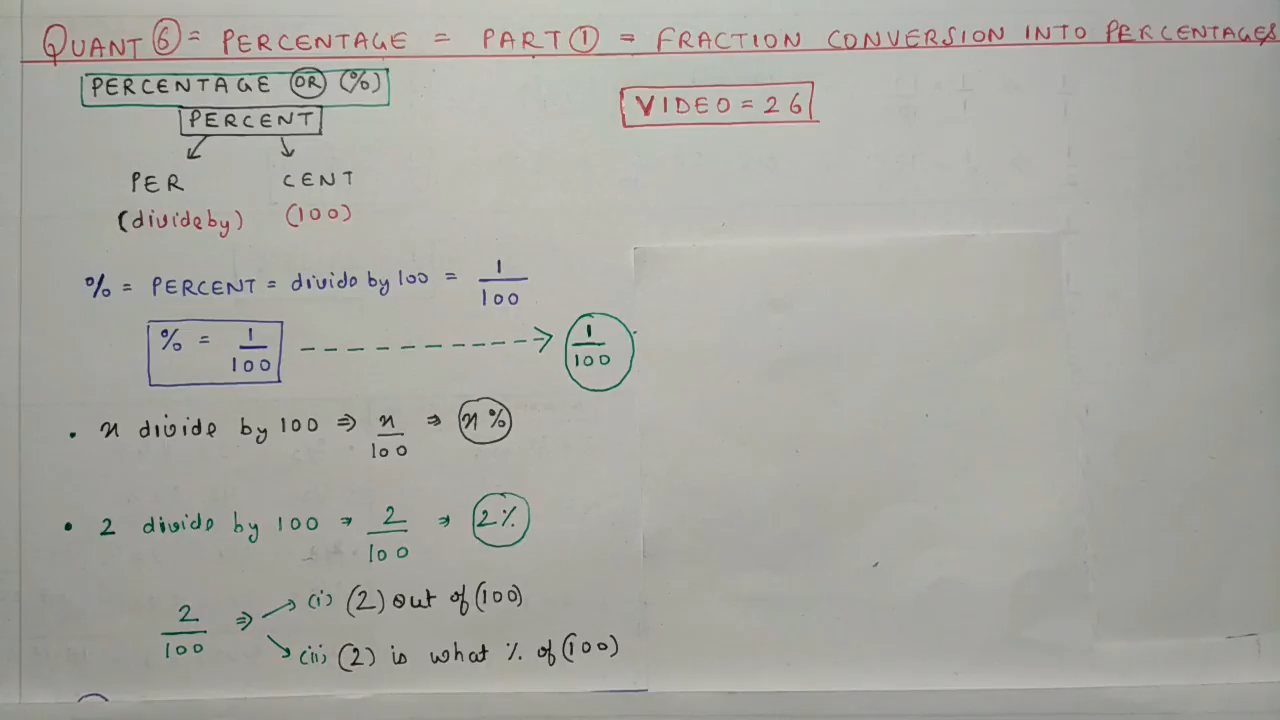 QUANT ⑥ = PERCENTAGE = PART ① = FRACTION CONVERSION INTO PERCENTAGES
PERCENTAGE OR (%)
VIDEO = 26
PERCENT
PER CENT
(divide by) (100)
% = PERCENT = divide by 100 = 1/100
% = 1/100 -----------> 1/100
• x divide by 100 ⇒ x/100 ⇒ x%
• 2 divide by 100 ⇒ 2/100 ⇒ 2%
2/100 ⇒ (i) (2) out of (100)
(ii) (2) is what % of (100)